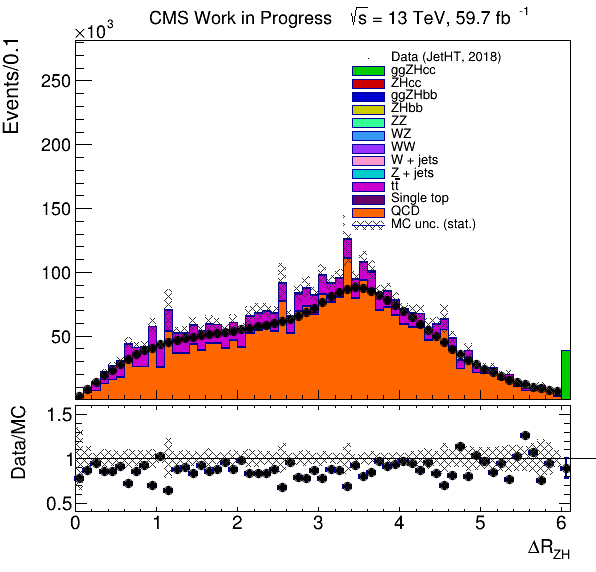 CMS Work in Progress √s = 13 TeV, 59.7 fb⁻¹
×10³
Events/0.1
250
200
150
100
50
Data (JetHT, 2018)
ggZHcc
ZHcc
ggZHbb
ZHbb
ZZ
WZ
WW
W + jets
Z + jets
tt̅
Single top
QCD
MC unc. (stat.)
Data/MC
1.5
1
0.5
0 1 2 3 4 5 6
ΔR_ZH